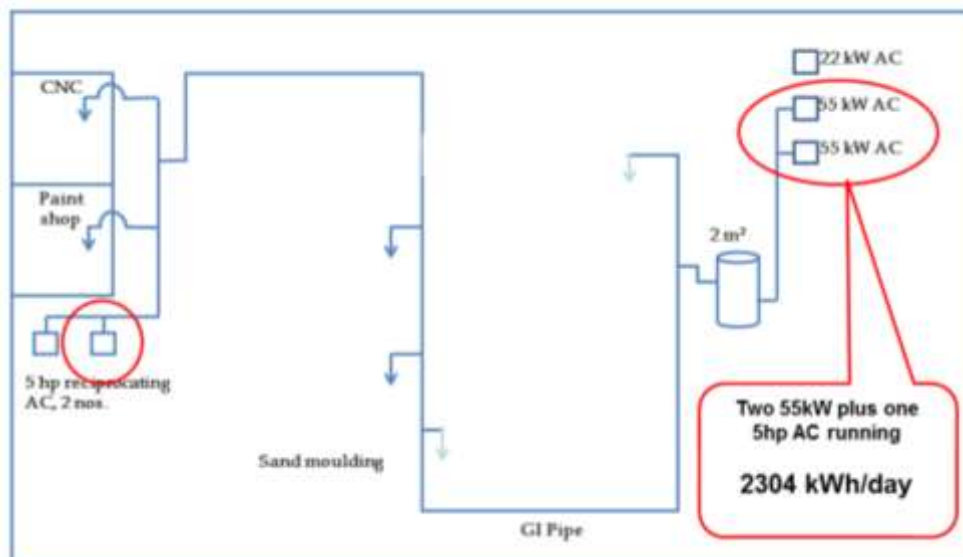 CNC
Paint
shop
5 hp reciprocating
AC, 2 nos.
Sand moulding
GI Pipe
2 m²
22 kW AC
55 kW AC
55 kW AC
Two 55kW plus one
5hp AC running
2304 kWh/day